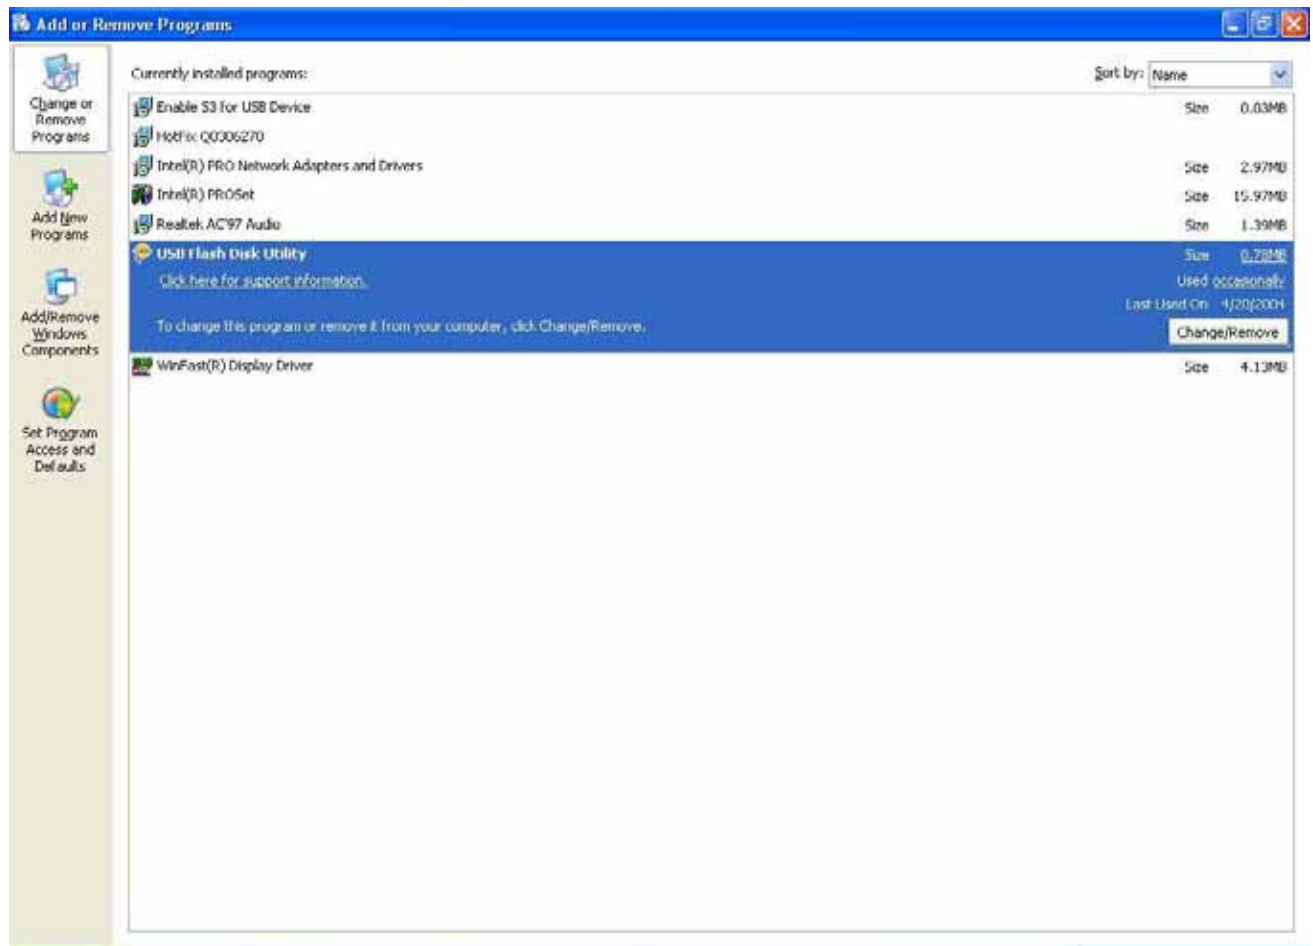 Add or Remove Programs
Change or
Remove
Programs
Add New
Programs
Add/Remove
Windows
Components
Set Program
Access and
Defaults
Currently installed programs:
Sort by: Name
Enable S3 for USB Device Size 0.03MB
HotFix Q0306270
Intel(R) PRO Network Adapters and Drivers Size 2.97MB
Intel(R) PROSet Size 15.97MB
Realtek AC'97 Audio Size 1.39MB
USB Flash Disk Utility Size 0.78MB
Click here for support information. Used occasionally
Last Used On 4/20/2004
To change this program or remove it from your computer, click Change/Remove. Change/Remove
WinFast(R) Display Driver Size 4.13MB